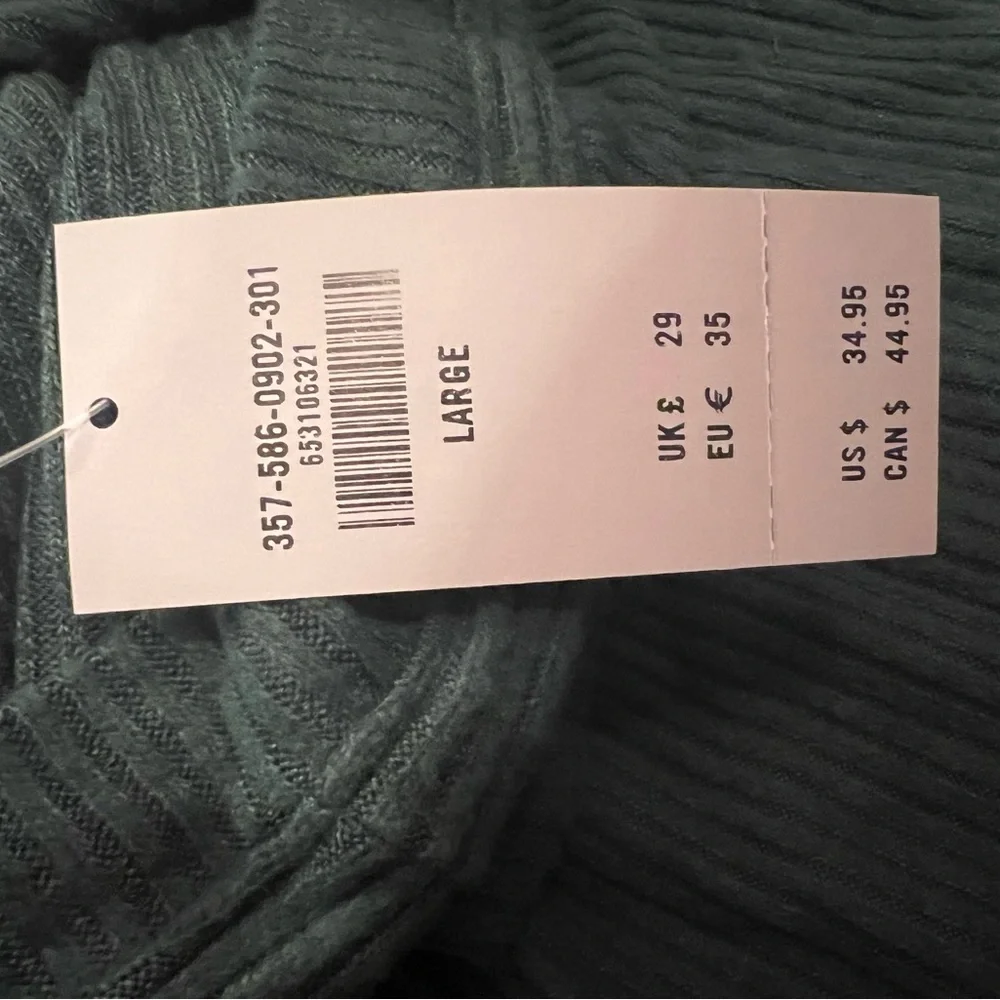 357-586-0902-301
653106321
LARGE
UK £ 29
EU € 35
US $ 34.95
CAN $ 44.95